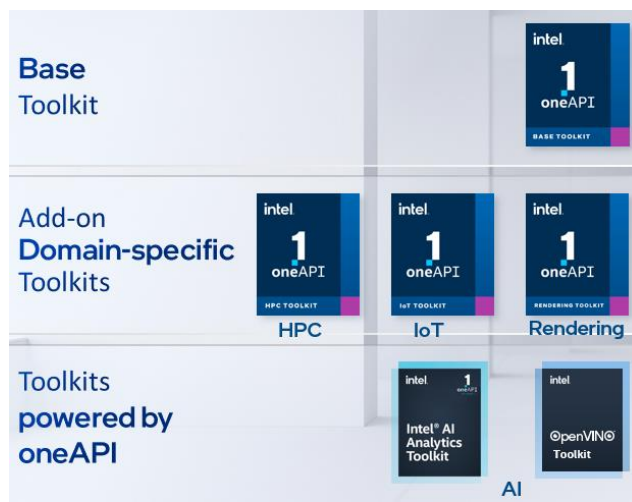 Base
Toolkit
intel.
1
oneAPI
BASE TOOLKIT
Add-on
Domain-specific
Toolkits
intel.
1
oneAPI
HPC TOOLKIT
HPC
intel.
1
oneAPI
IoT TOOLKIT
IoT
intel.
1
oneAPI
RENDERING TOOLKIT
Rendering
Toolkits
powered by
oneAPI
intel.
1
oneAPI
Intel® AI
Analytics
Toolkit
intel
OpenVINO
Toolkit
AI